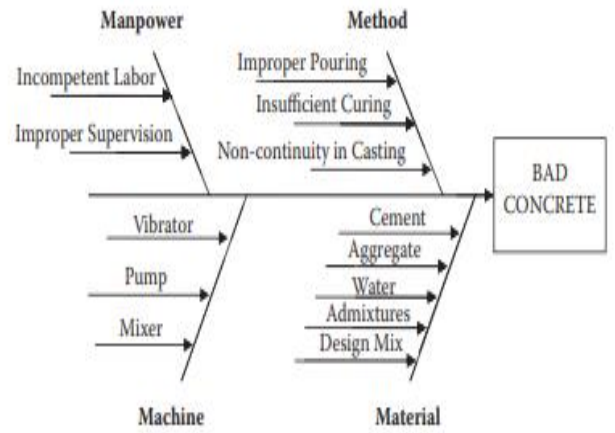 Manpower
Method
Incompetent Labor
Improper Supervision
Improper Pouring
Insufficient Curing
Non-continuity in Casting
BAD
CONCRETE
Vibrator
Pump
Mixer
Cement
Aggregate
Water
Admixtures
Design Mix
Machine
Material